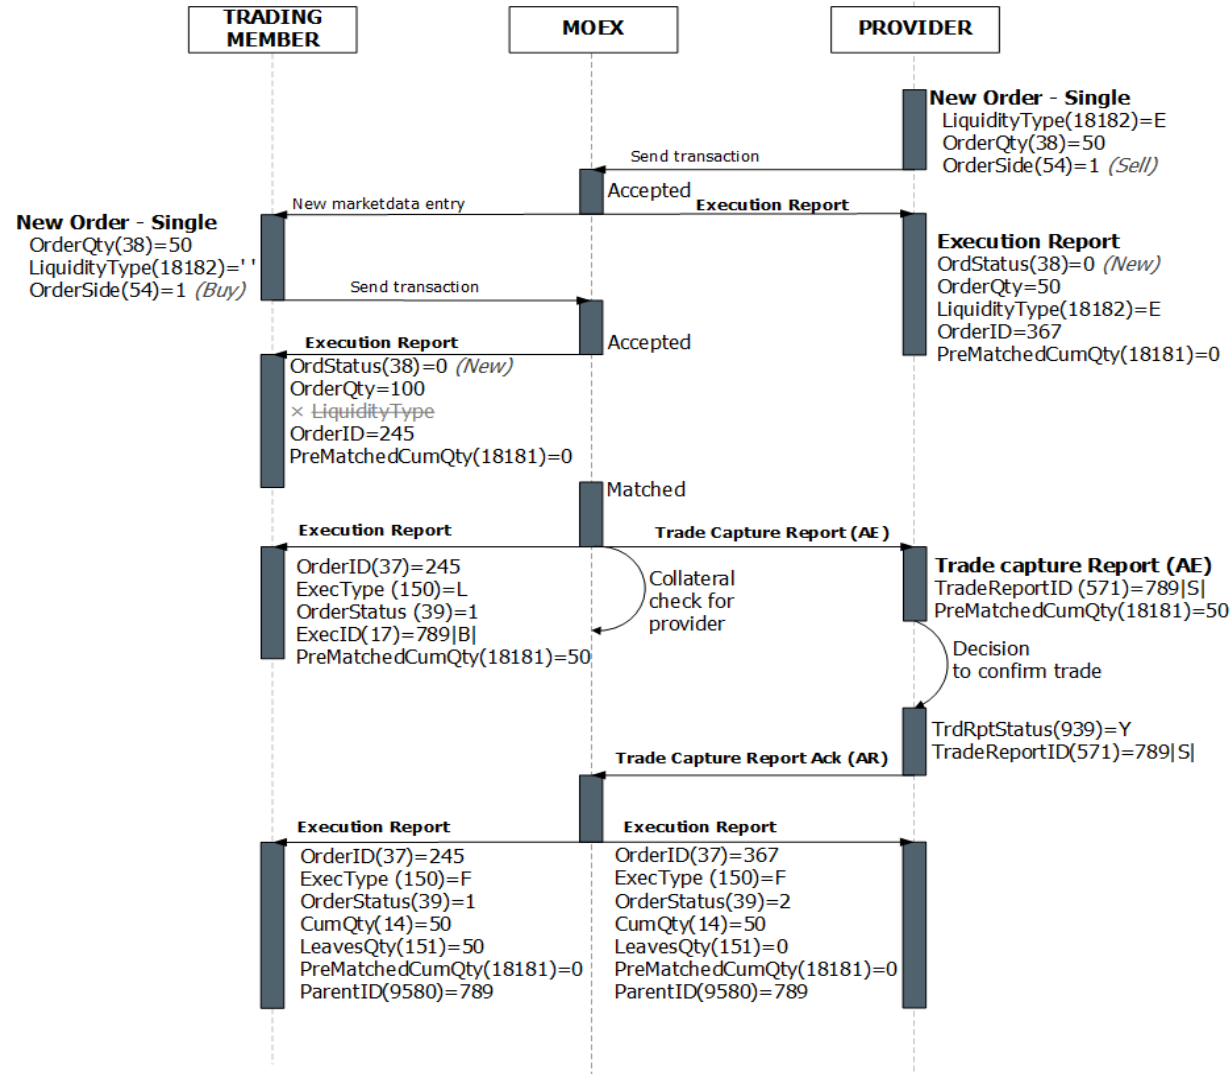 TRADING
MEMBER
MOEX
PROVIDER
New Order - Single
LiquidityType(18182)=E
OrderQty(38)=50
OrderSide(54)=1 (Sell)
Send transaction
Accepted
New marketdata entry
Execution Report
New Order - Single
OrderQty(38)=50
LiquidityType(18182)=' '
OrderSide(54)=1 (Buy)
Execution Report
OrdStatus(38)=0 (New)
OrderQty=50
LiquidityType(18182)=E
OrderID=367
PreMatchedCumQty(18181)=0
Send transaction
Accepted
Execution Report
OrdStatus(38)=0 (New)
OrderQty=100
× LiquidityType
OrderID=245
PreMatchedCumQty(18181)=0
Matched
Execution Report
Trade Capture Report (AE)
OrderID(37)=245
ExecType (150)=L
OrderStatus (39)=1
ExecID(17)=789|B|
PreMatchedCumQty(18181)=50
Collateral
check for
provider
Trade capture Report (AE)
TradeReportID (571)=789|S|
PreMatchedCumQty(18181)=50
Decision
to confirm trade
TrdRptStatus(939)=Y
TradeReportID(571)=789|S|
Trade Capture Report Ack (AR)
Execution Report
Execution Report
OrderID(37)=245
ExecType (150)=F
OrderStatus(39)=1
CumQty(14)=50
LeavesQty(151)=50
PreMatchedCumQty(18181)=0
ParentID(9580)=789
OrderID(37)=367
ExecType (150)=F
OrderStatus(39)=2
CumQty(14)=50
LeavesQty(151)=0
PreMatchedCumQty(18181)=0
ParentID(9580)=789